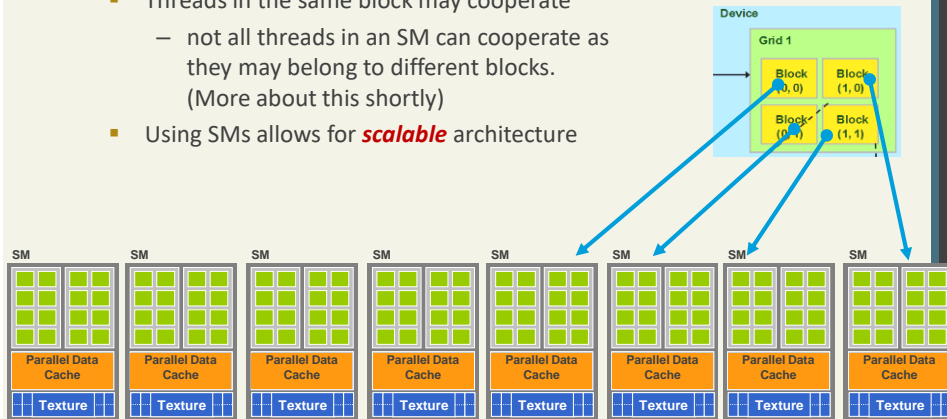 Threads in the same block may cooperate
– not all threads in an SM can cooperate as
they may belong to different blocks.
(More about this shortly)
Using SMs allows for scalable architecture
Device
Grid 1
Block
(0, 0)
Block
(1, 0)
Block
Block
(1, 1)
SM
SM
SM
SM
SM
SM
SM
SM
Parallel Data
Cache
Parallel Data
Cache
Parallel Data
Cache
Parallel Data
Cache
Parallel Data
Cache
Parallel Data
Cache
Parallel Data
Cache
Parallel Data
Cache
Texture
Texture
Texture
Texture
Texture
Texture
Texture
Texture